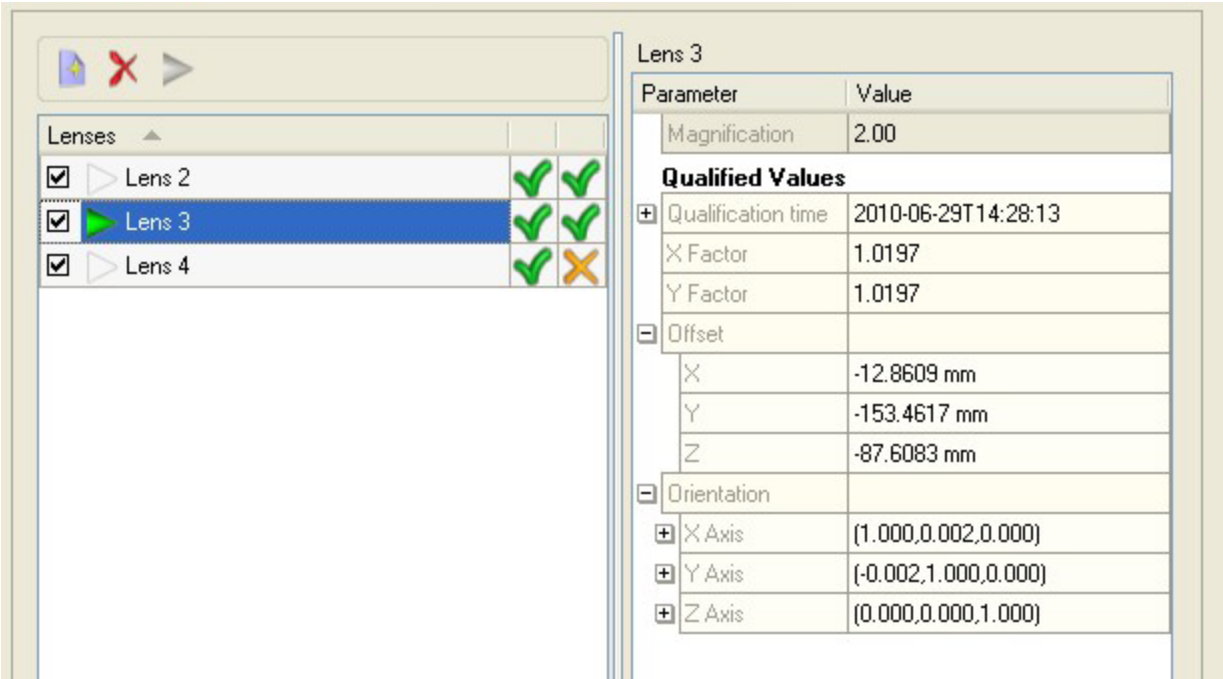 Lens 3
Parameter Value
Magnification 2.00
Qualified Values
Qualification time 2010-06-29T14:28:13
X Factor 1.0197
Y Factor 1.0197
Offset
X -12.8609 mm
Y -153.4617 mm
Z -87.6083 mm
Orientation
X Axis (1.000,0.002,0.000)
Y Axis (-0.002,1.000,0.000)
Z Axis (0.000,0.000,1.000)
Lenses
Lens 2
Lens 3
Lens 4